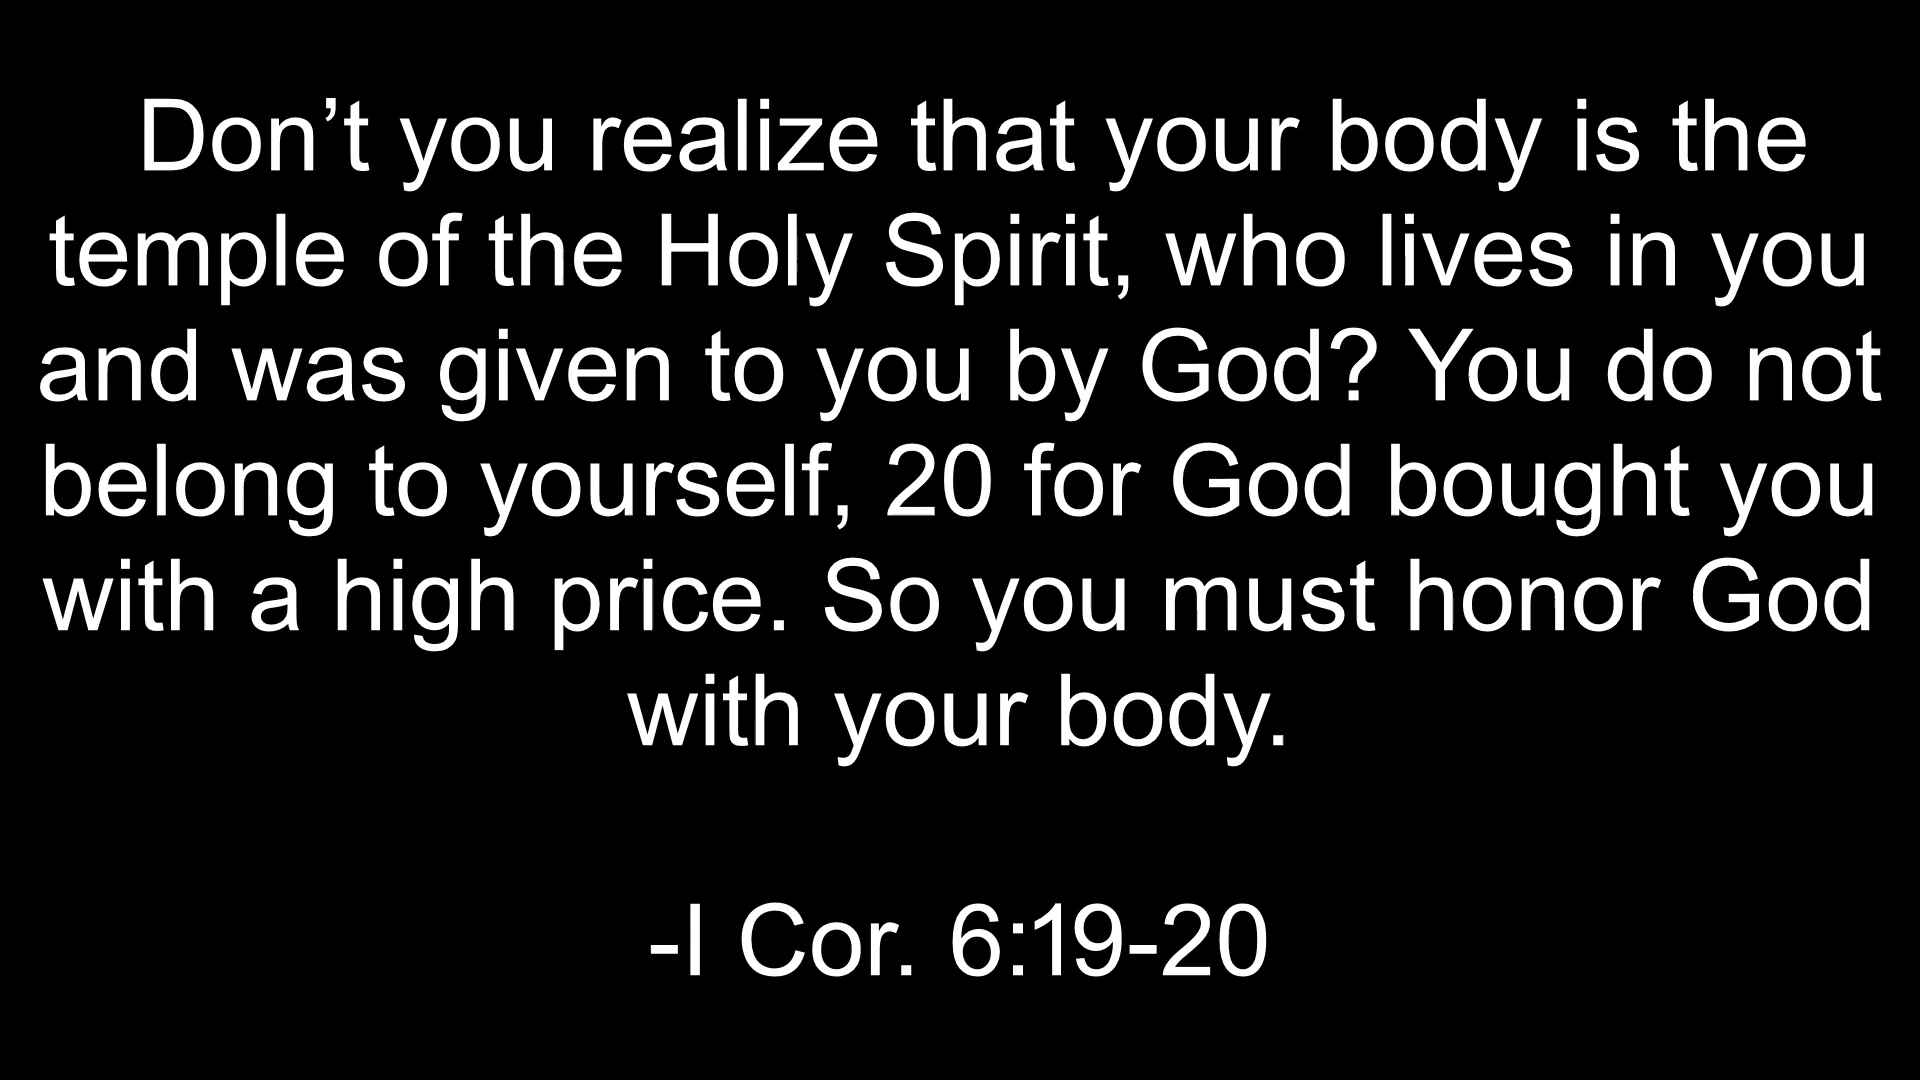 Don’t you realize that your body is the
temple of the Holy Spirit, who lives in you
and was given to you by God? You do not
belong to yourself, 20 for God bought you
with a high price. So you must honor God
with your body.
-I Cor. 6:19-20